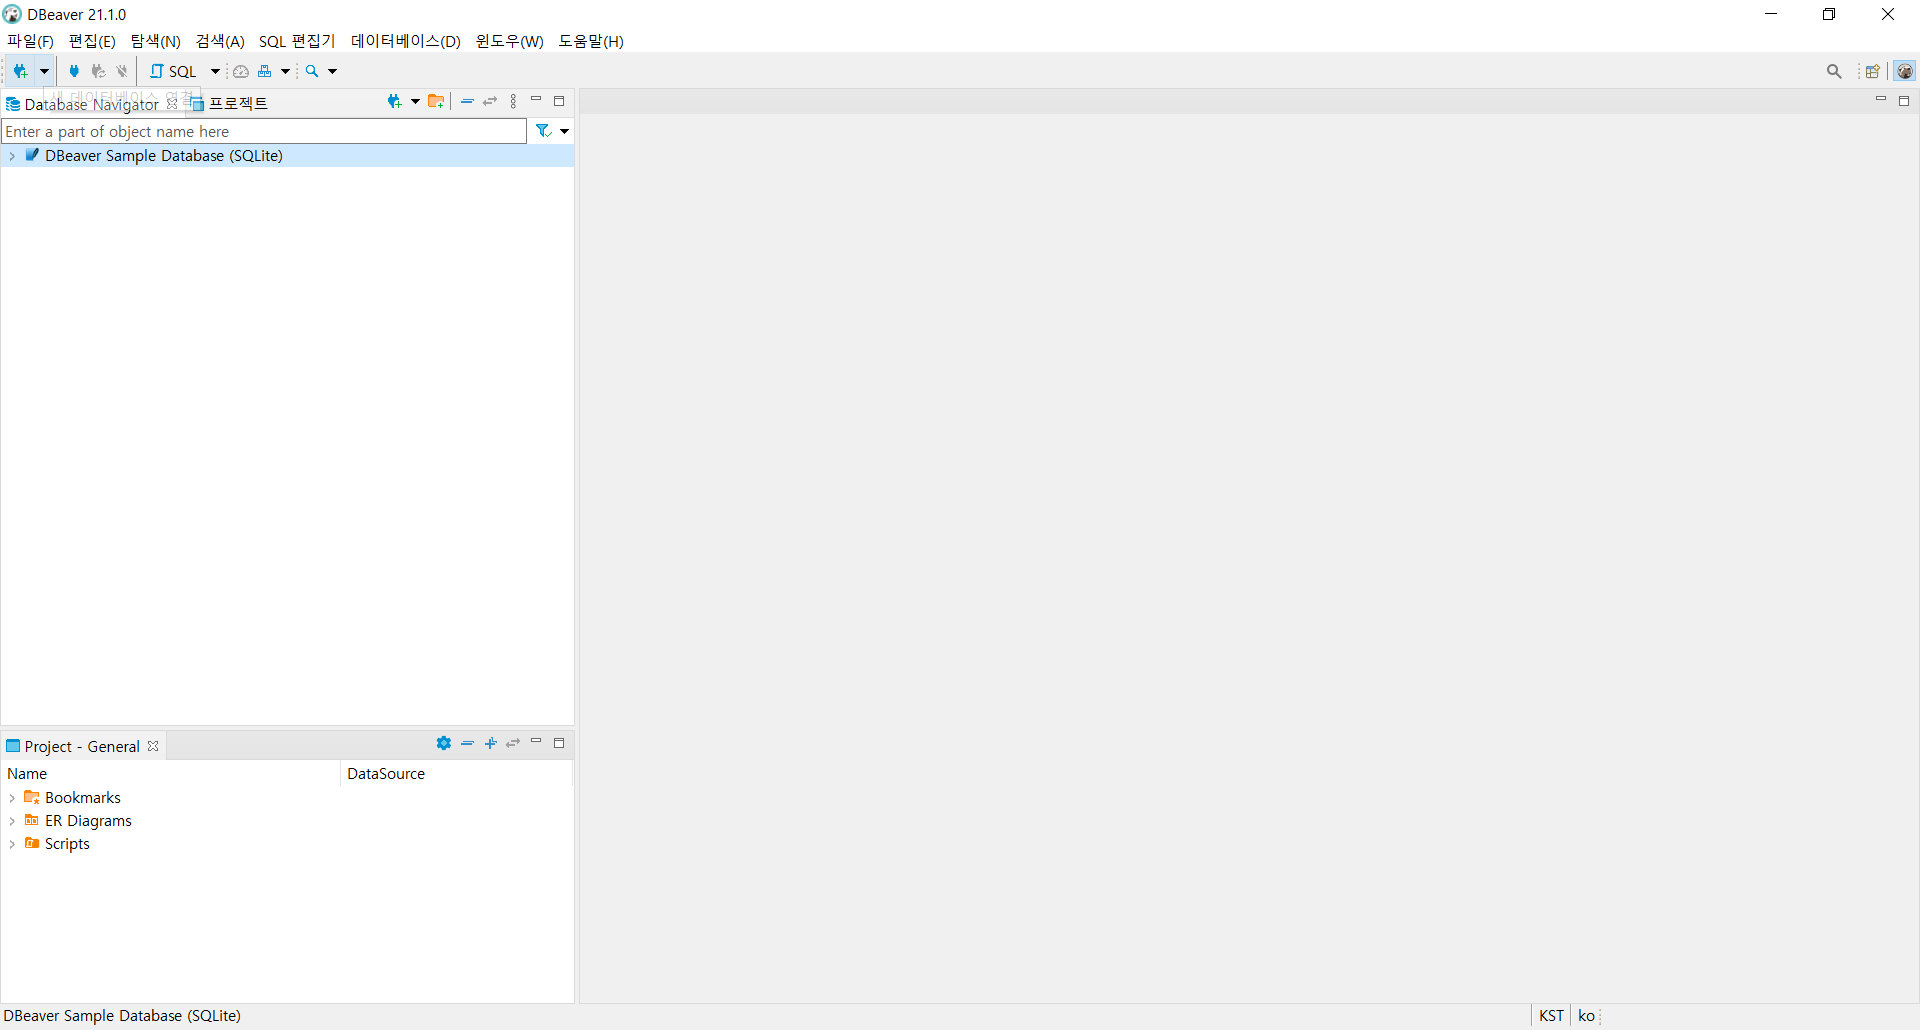 DBeaver 21.1.0
파일(F) 편집(E) 탐색(N) 검색(A) SQL 편집기 데이터베이스(D) 윈도우(W) 도움말(H)
SQL
새 데이터베이스 연결
Database Navigator 프로젝트
Enter a part of object name here
DBeaver Sample Database (SQLite)
Project - General
Name DataSource
Bookmarks
ER Diagrams
Scripts
DBeaver Sample Database (SQLite) KST ko